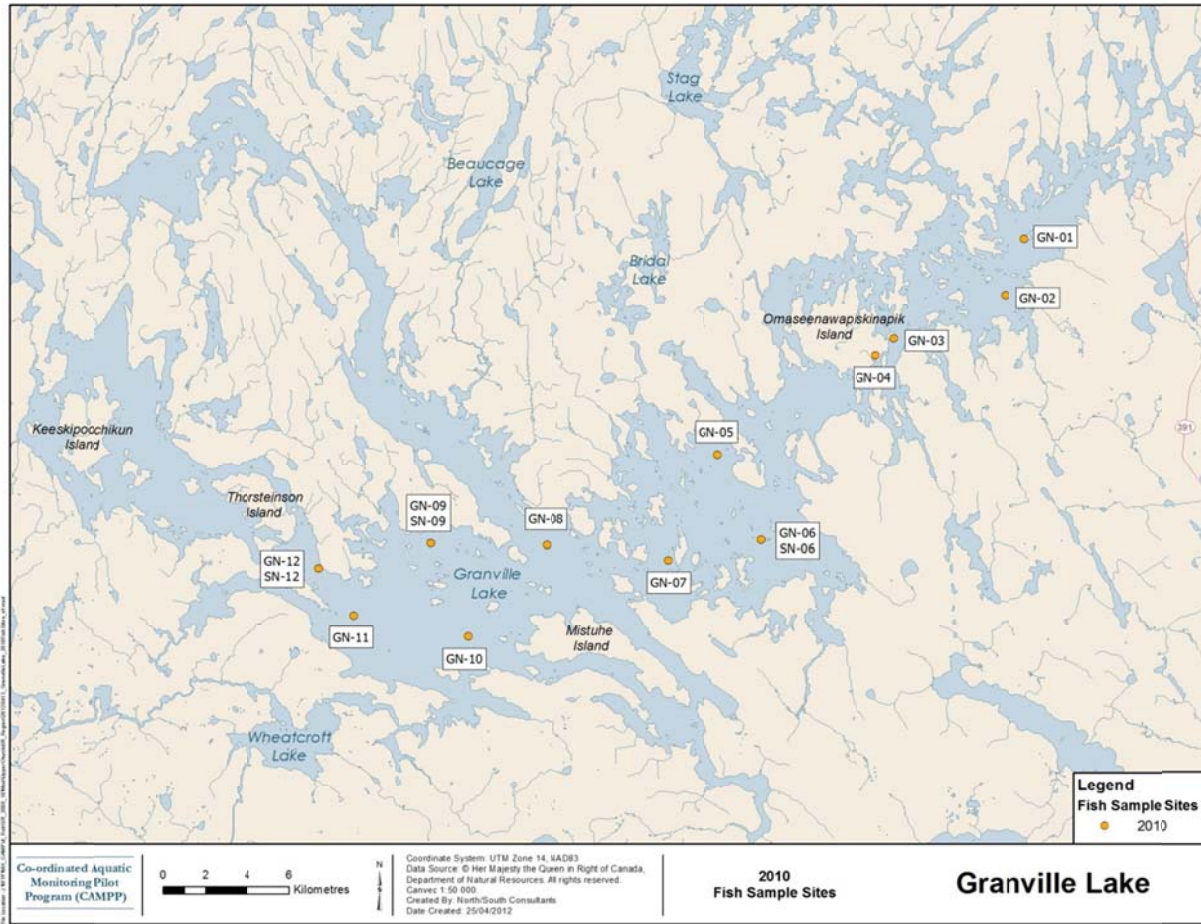 Stag
Lake
Beaucage
Lake
GN-01
Bridal
Lake
GN-02
Omaseenawapiskinapik
Island
GN-03
GN-04
391
Keeskipocchikun
Island
GN-05
Thorsteinson
Island
GN-09
SN-09
GN-08
GN-06
SN-06
GN-12
SN-12
Granville
Lake
GN-07
Mistuhe
Island
GN-11
GN-10
Wheatcroft
Lake
Legend
Fish Sample Sites
2010
Co-ordinated Aquatic
Monitoring Pilot
Program (CAMPP)
0 2 4 6
Kilometres
N
Coordinate System: UTM Zone 14, NAD83
Data Source: © Her Majesty the Queen in Right of Canada,
Department of Natural Resources. All rights reserved.
Canvec 1:50 000.
Created By: North/South Consultants
Date Created: 25/04/2012
2010
Fish Sample Sites
Granville Lake